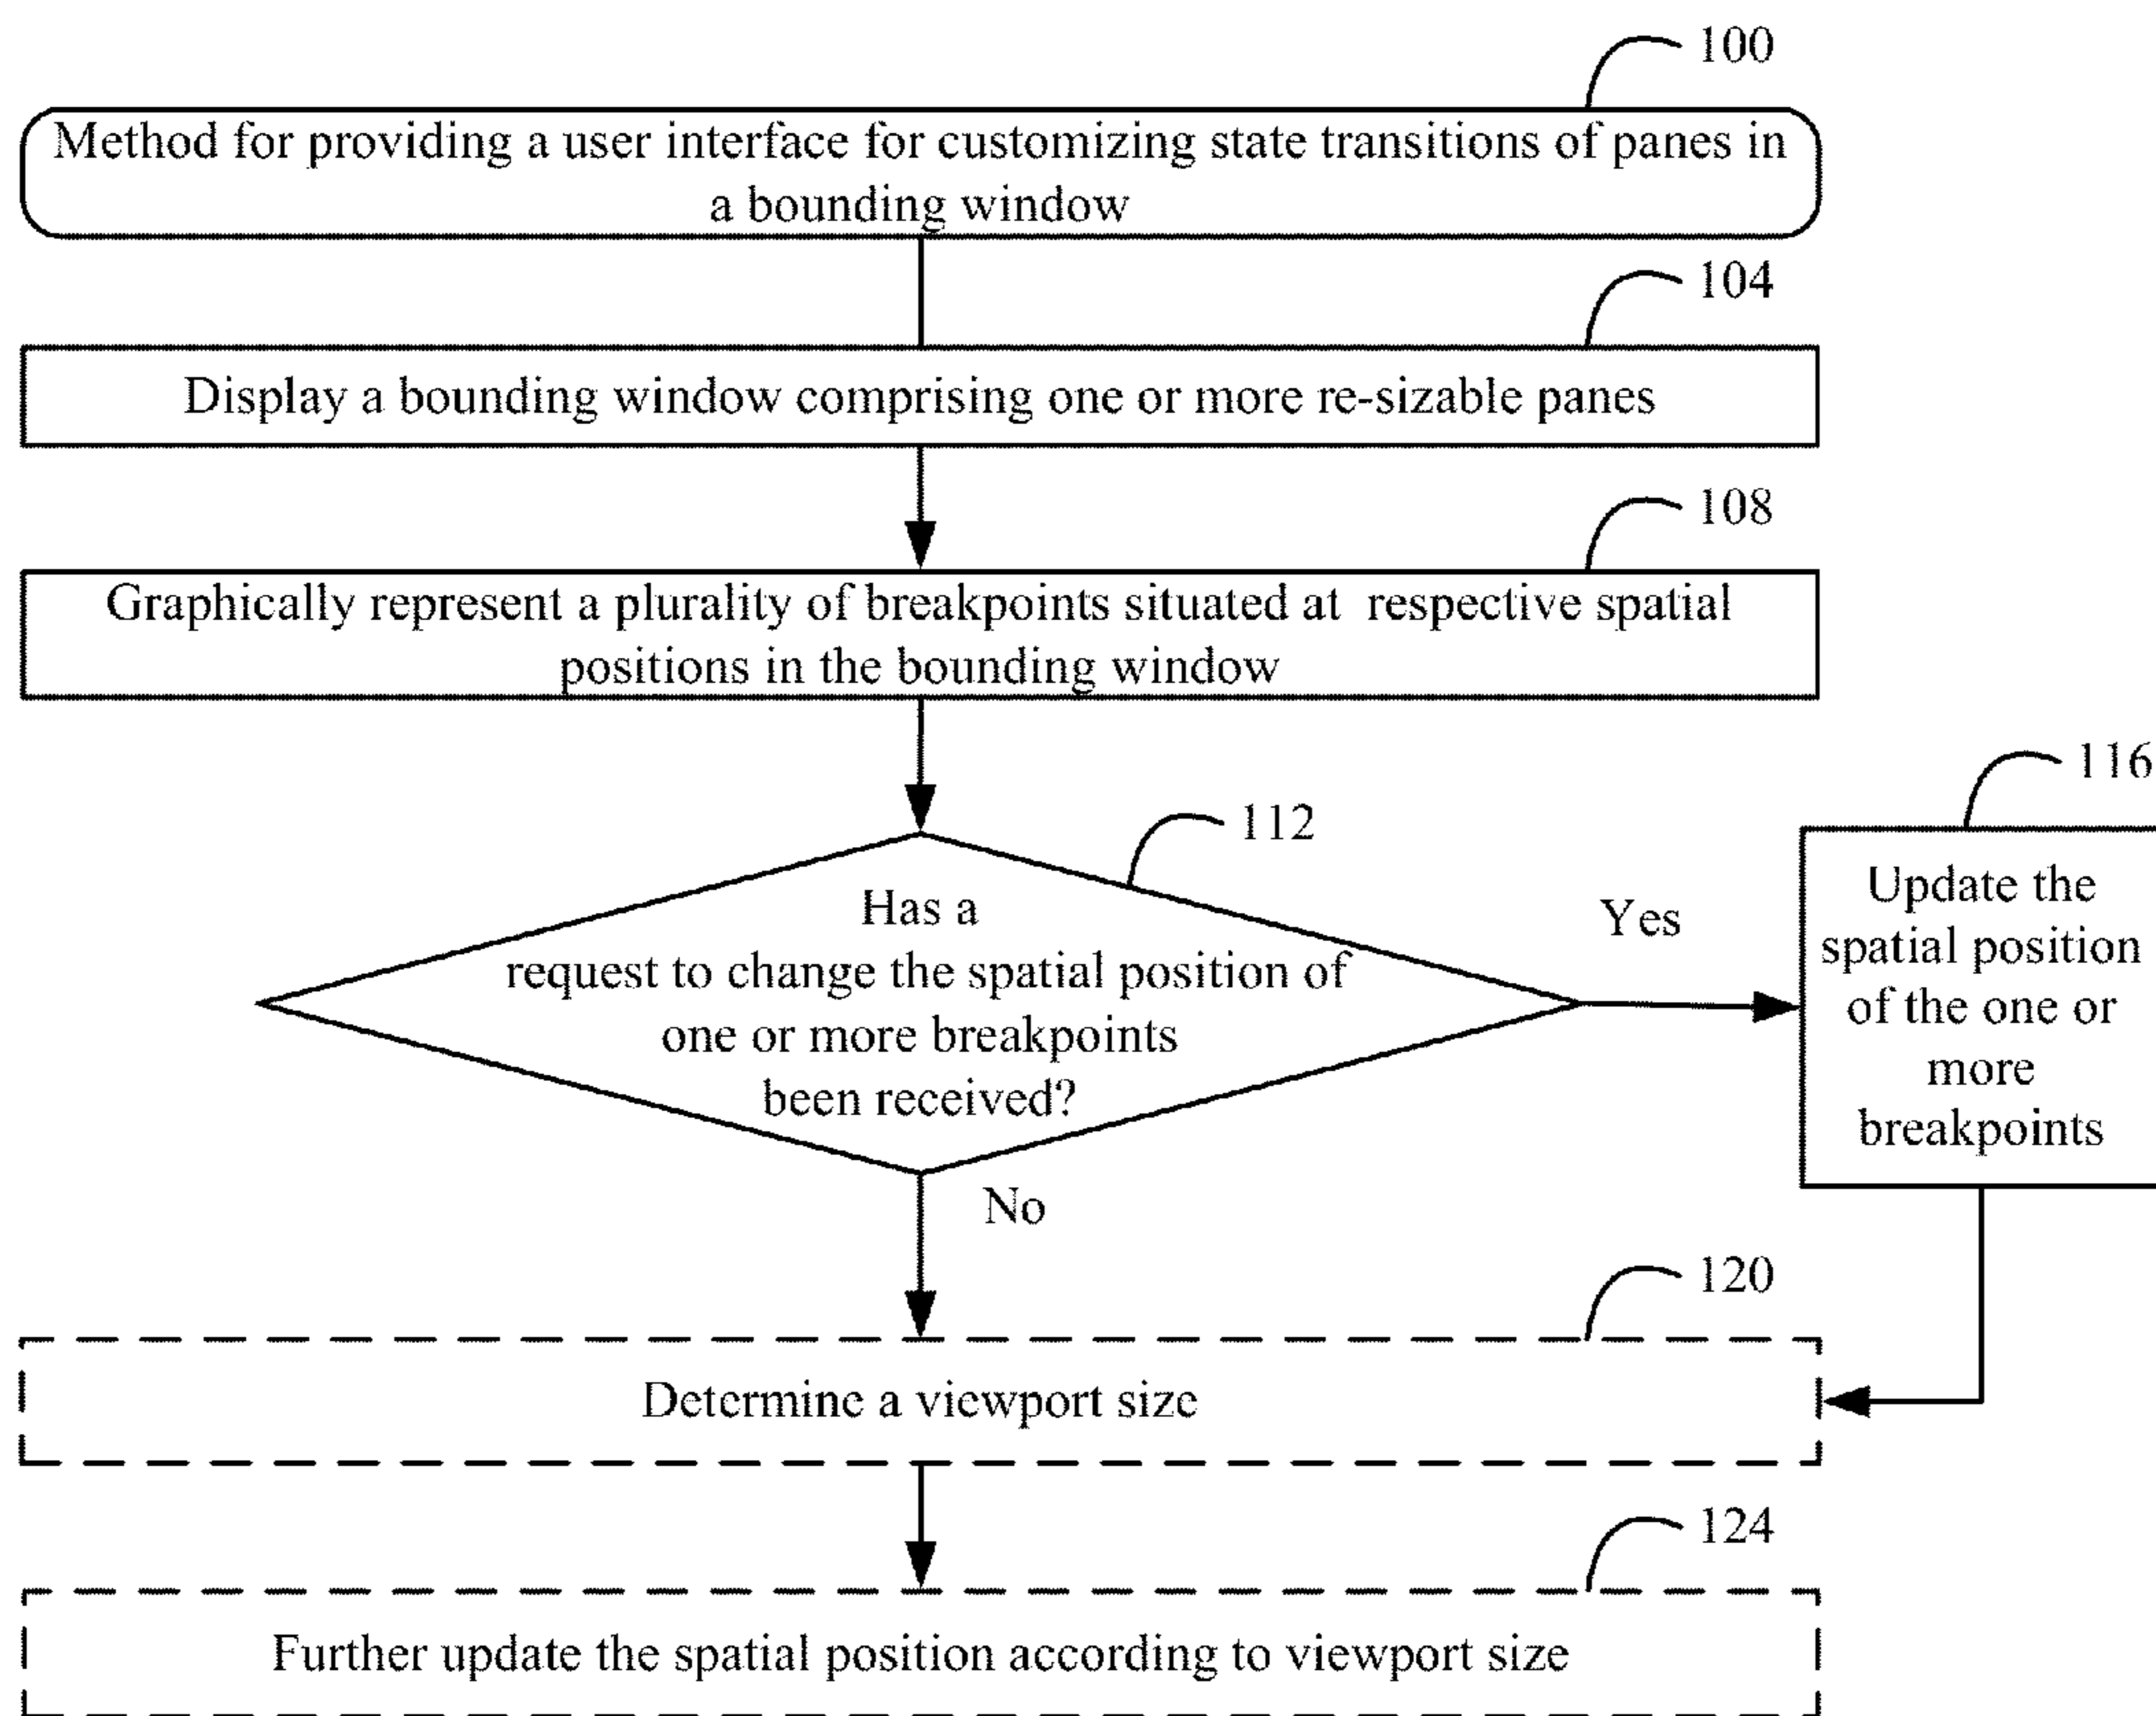 100
Method for providing a user interface for customizing state transitions of panes in
a bounding window
104
Display a bounding window comprising one or more re-sizable panes
108
Graphically represent a plurality of breakpoints situated at respective spatial
positions in the bounding window
112
Has a
request to change the spatial position of
one or more breakpoints
been received?
Yes
116
Update the
spatial position
of the one or
more
breakpoints
No
120
Determine a viewport size
124
Further update the spatial position according to viewport size